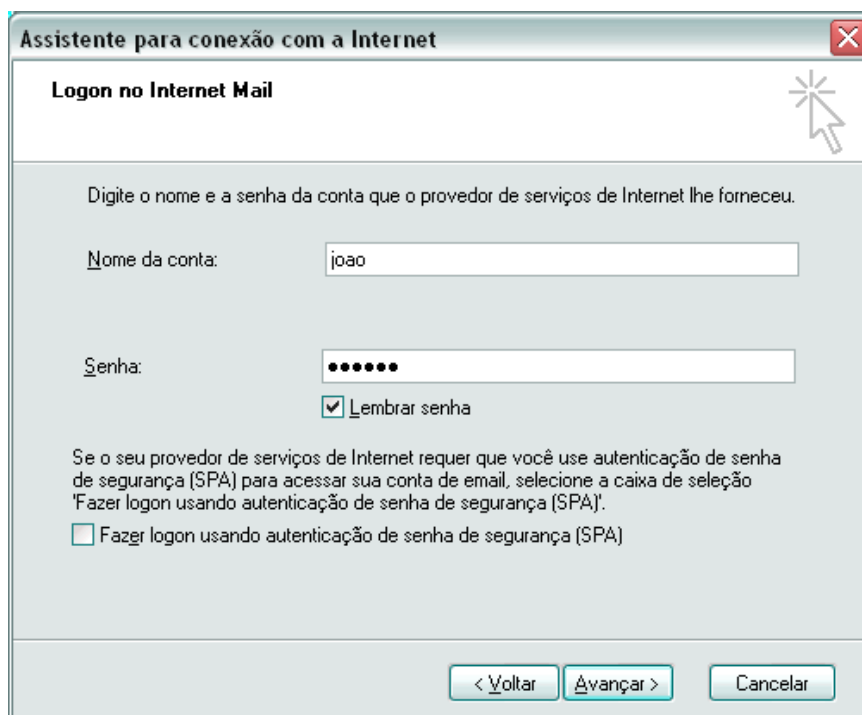 Assistente para conexão com a Internet
Logon no Internet Mail
Digite o nome e a senha da conta que o provedor de serviços de Internet lhe forneceu.
Nome da conta: joao
Senha: ●●●●●●
Lembrar senha
Se o seu provedor de serviços de Internet requer que você use autenticação de senha
de segurança (SPA) para acessar sua conta de email, selecione a caixa de seleção
'Fazer logon usando autenticação de senha de segurança (SPA)'.
Fazer logon usando autenticação de senha de segurança (SPA)
< Voltar Avançar > Cancelar